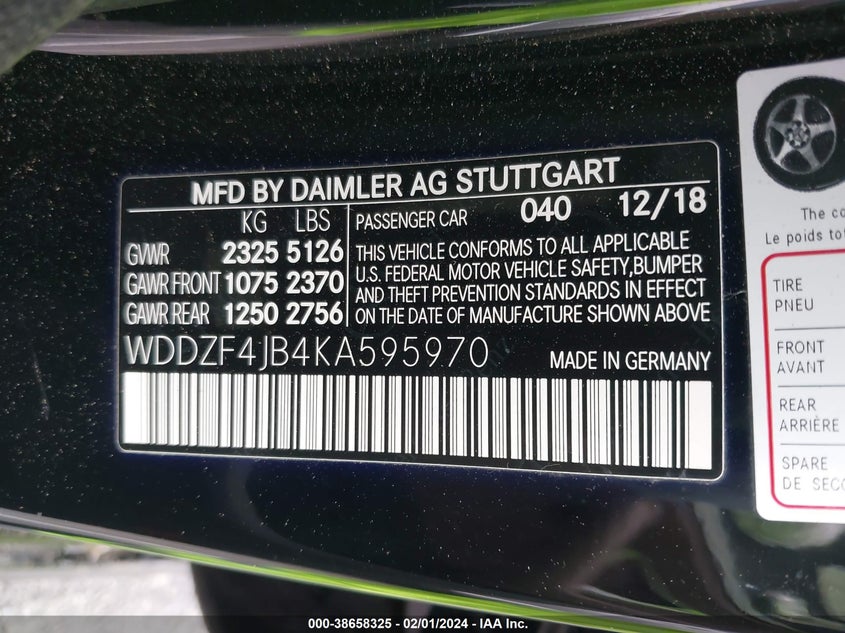 MFD BY DAIMLER AG STUTTGART
KG LBS
GVWR 2325 5126
GAWR FRONT 1075 2370
GAWR REAR 1250 2756
PASSENGER CAR 040 12/18
THIS VEHICLE CONFORMS TO ALL APPLICABLE
U.S. FEDERAL MOTOR VEHICLE SAFETY,BUMPER
AND THEFT PREVENTION STANDARDS IN EFFECT
ON THE DATE OF MANUFACTURE SHOWN ABOVE
WDDZF4JB4KA595970 MADE IN GERMANY
The
Le poids
TIRE
PNEU
FRONT
AVANT
REAR
ARRIÈRE
SPARE
DE
000-38658325 - 02/01/2024 - IAA Inc.